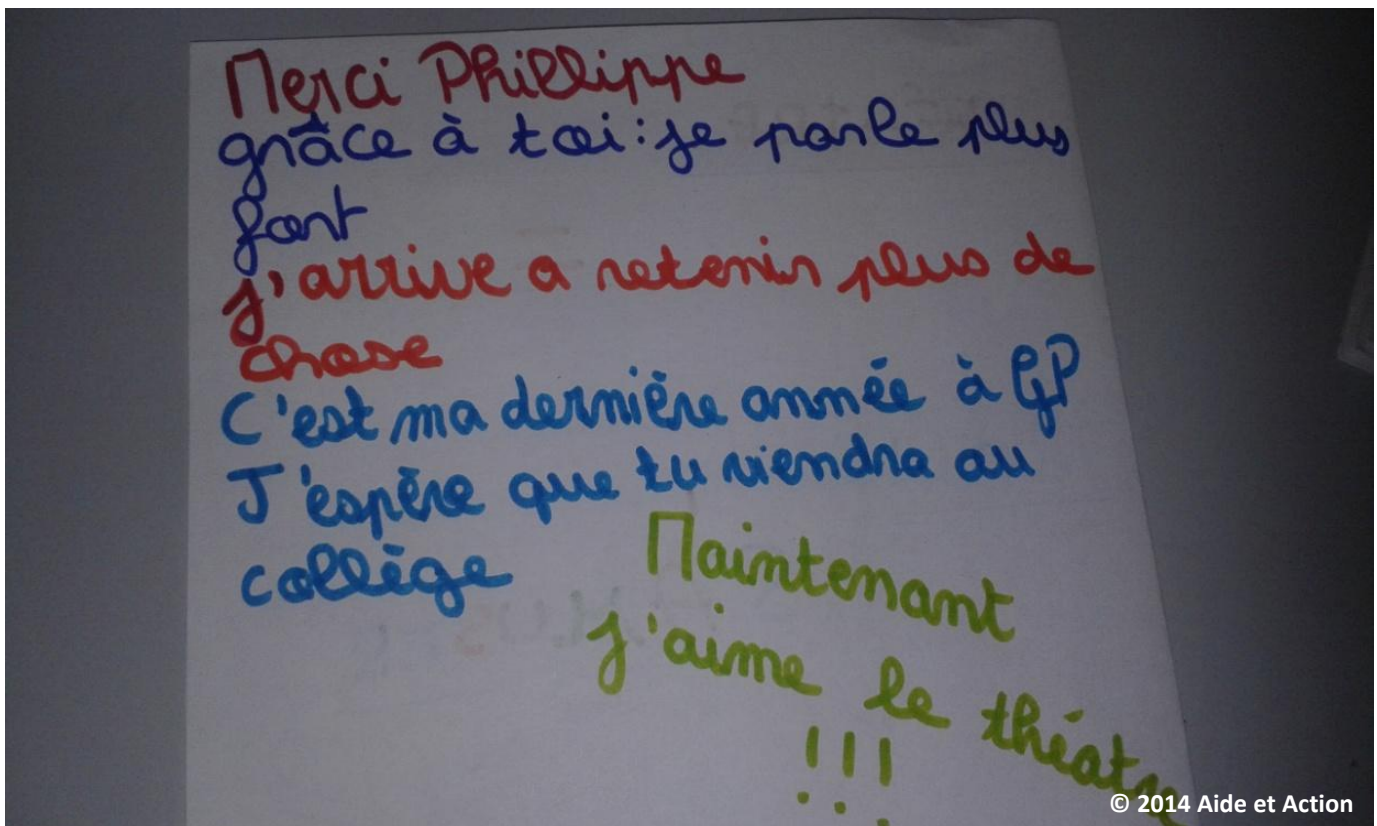 Merci Phillippe
grâce à toi: je parle plus
fort
j'arrive a retenir plus de
chose
C'est ma dernière année à GP
J'espère que tu viendra au
collège
Maintenant
j'aime le théatre
!!!
© 2014 Aide et Action